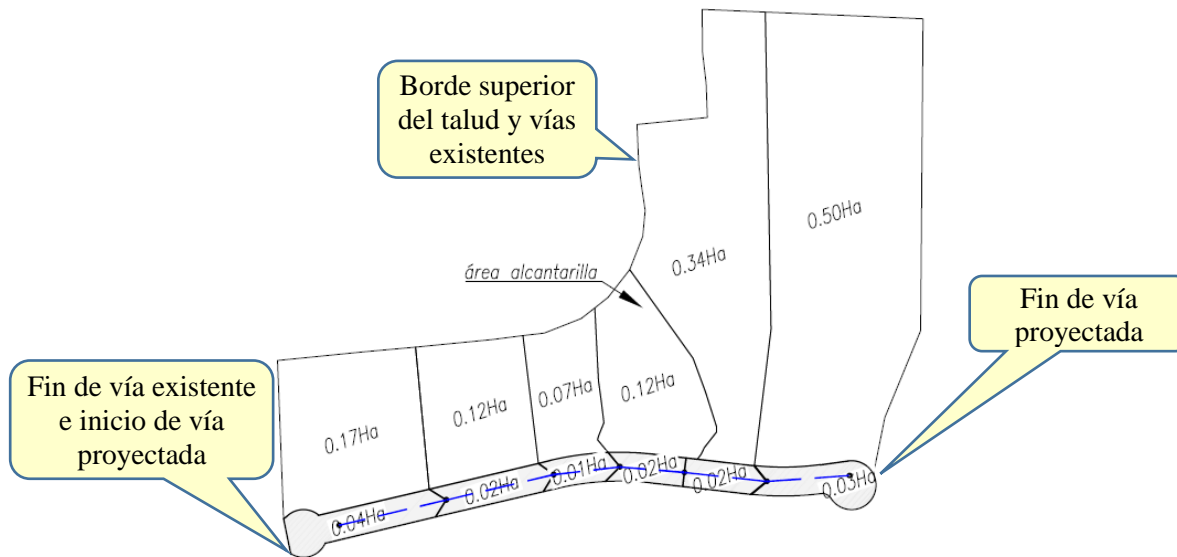 Borde superior
del talud y vías
existentes
0.50Ha
0.34Ha
área alcantarilla
Fin de vía
proyectada
Fin de vía existente
e inicio de vía
proyectada
0.17Ha
0.12Ha
0.07Ha
0.12Ha
0.04Ha
0.02Ha
0.01Ha
0.02Ha
0.02Ha
0.03Ha